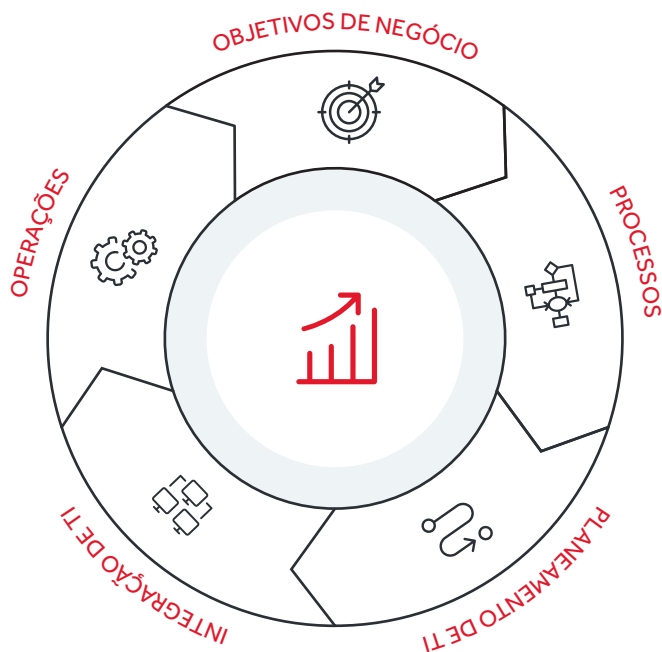 OBJETIVOS DE NEGÓCIO
PROCESSOS
PLANEAMENTO DE TI
INTEGRAÇÃO DE TI
OPERAÇÕES